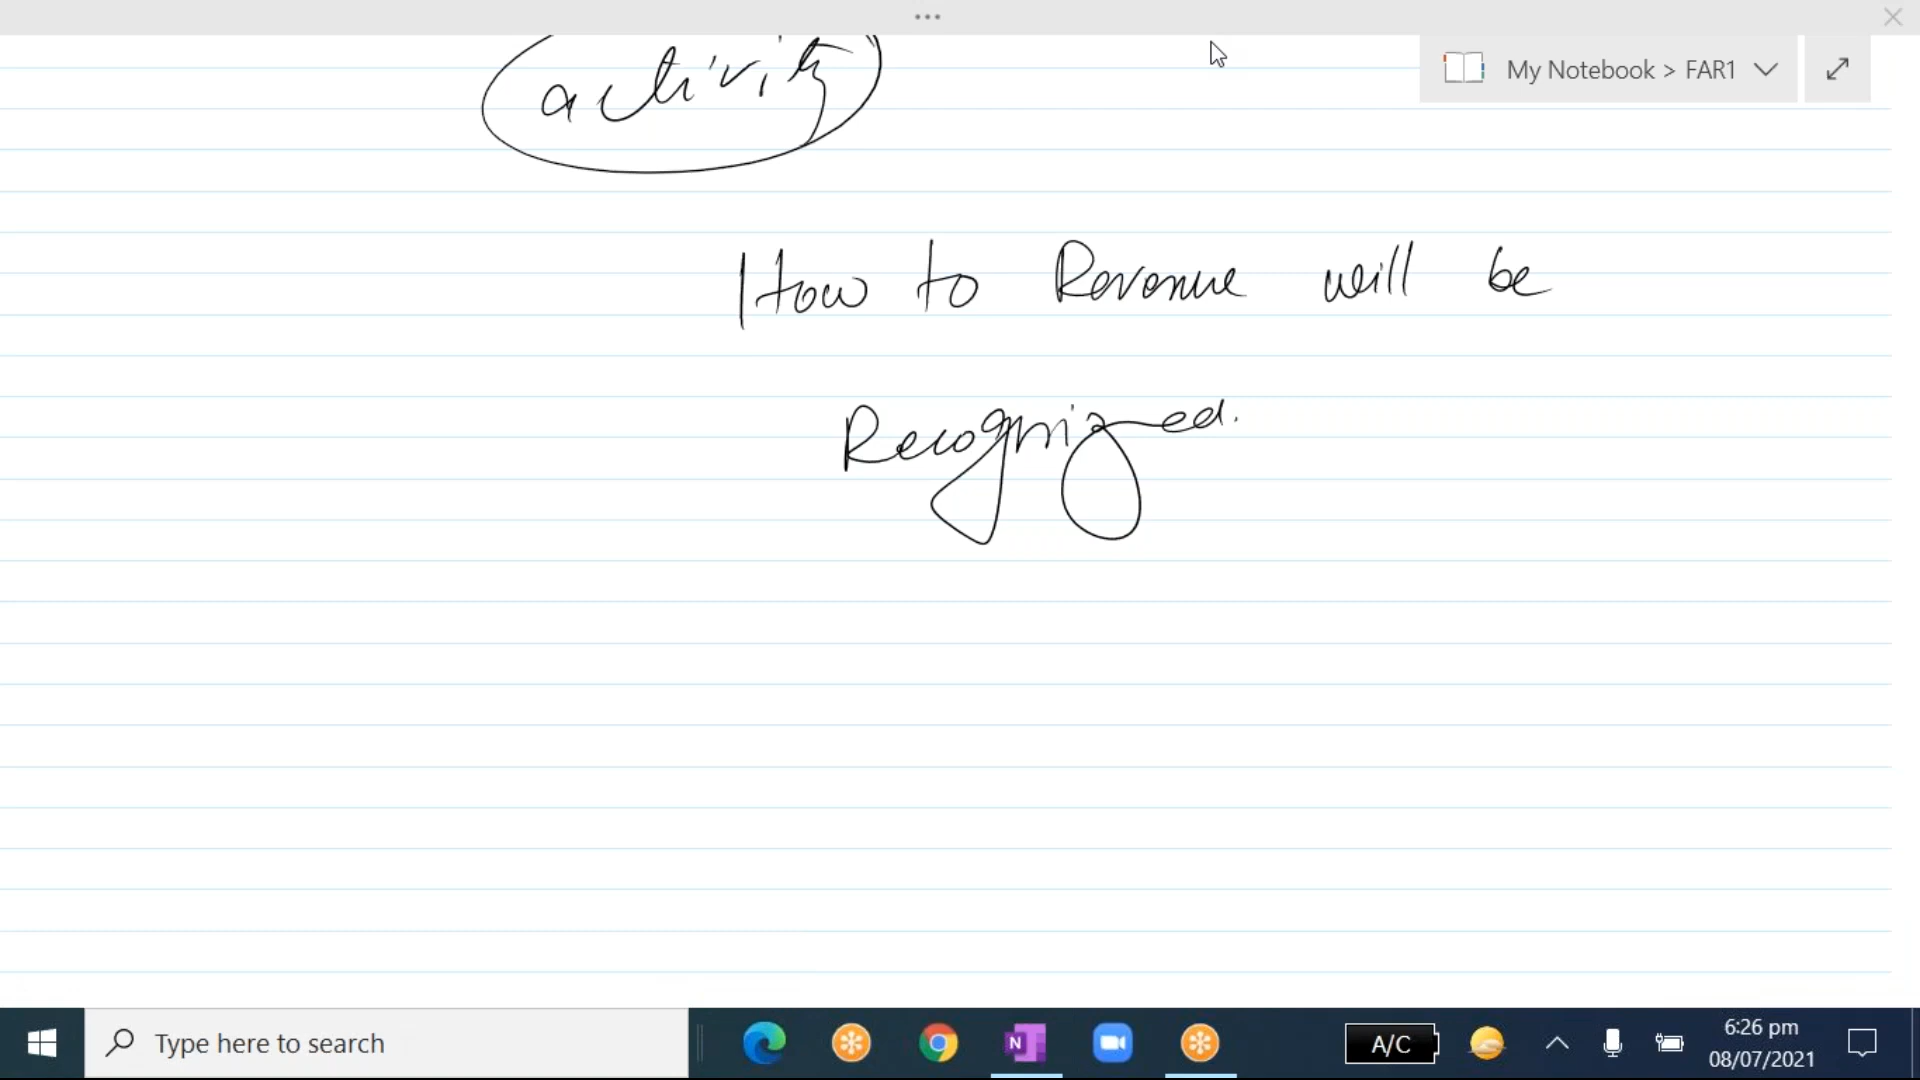 activity
My Notebook > FAR1
How to Revenue will be
Recognized.
Type here to search
N
A/C
6:26 pm
08/07/2021